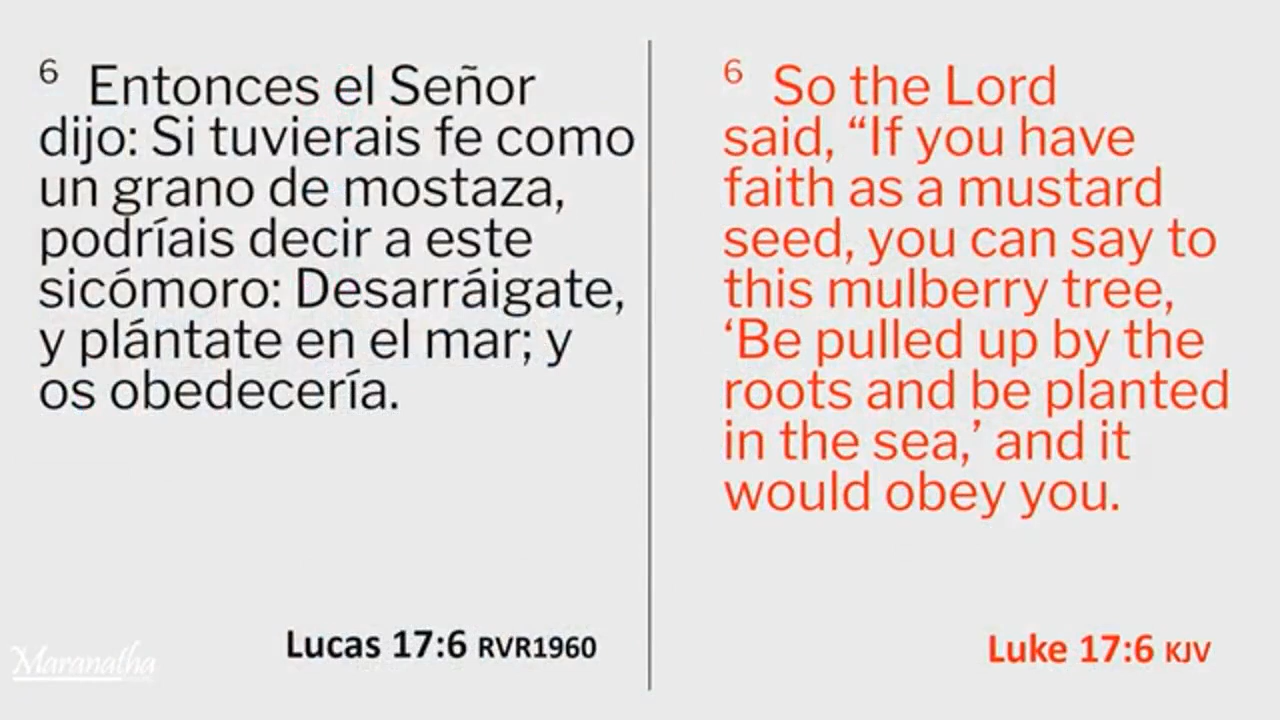 6 Entonces el Señor
dijo: Si tuvierais fe como
un grano de mostaza,
podríais decir a este
sicómoro: Desarráigate,
y plántate en el mar; y
os obedecería.
Lucas 17:6 RVR1960
6 So the Lord
said, “If you have
faith as a mustard
seed, you can say to
this mulberry tree,
‘Be pulled up by the
roots and be planted
in the sea,’ and it
would obey you.
Luke 17:6 KJV
Maranatha